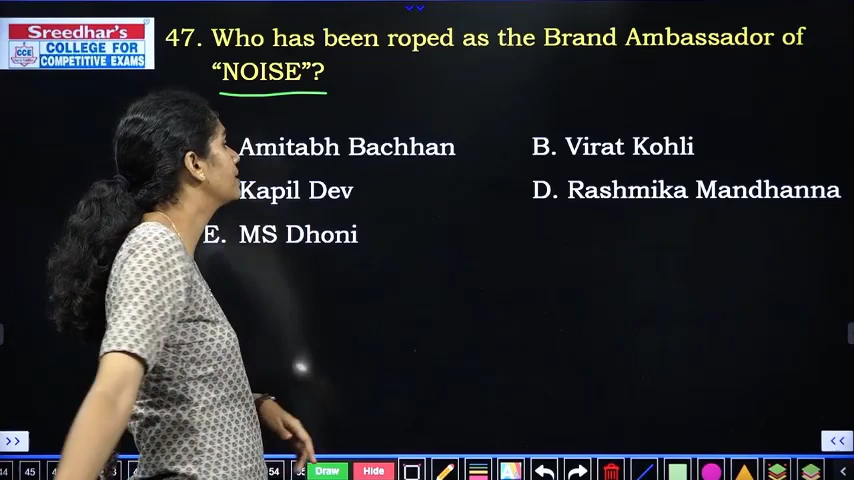 Sreedhar's
CCE
COLLEGE FOR
COMPETITIVE EXAMS
47. Who has been roped as the Brand Ambassador of
"NOISE"?
Amitabh Bachhan
B. Virat Kohli
Kapil Dev
D. Rashmika Mandhanna
E. MS Dhoni
>>
<<
44 45 54 Draw Hide